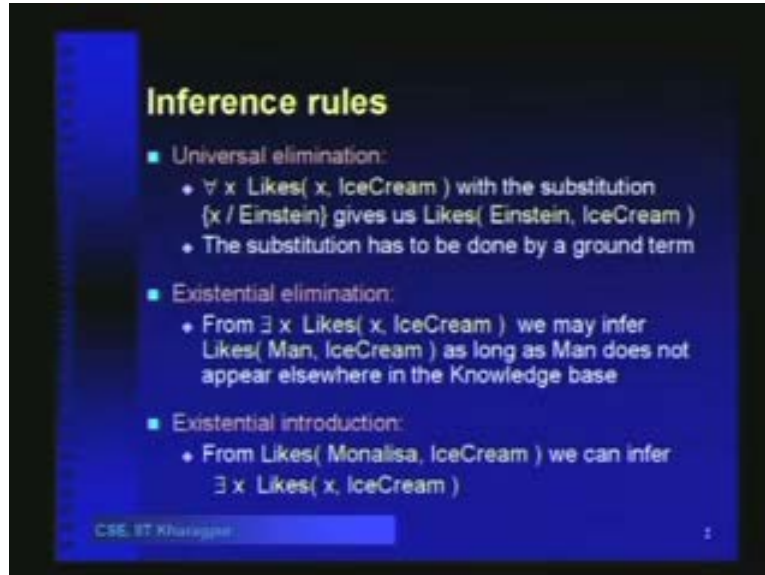 Inference rules
Universal elimination:
∀ x Likes( x, IceCream ) with the substitution
{x / Einstein} gives us Likes( Einstein, IceCream )
The substitution has to be done by a ground term
Existential elimination:
From ∃ x Likes( x, IceCream ) we may infer
Likes( Man, IceCream ) as long as Man does not
appear elsewhere in the Knowledge base
Existential introduction:
From Likes( Monalisa, IceCream ) we can infer
∃ x Likes( x, IceCream )
CSE, IIT Kharagpur